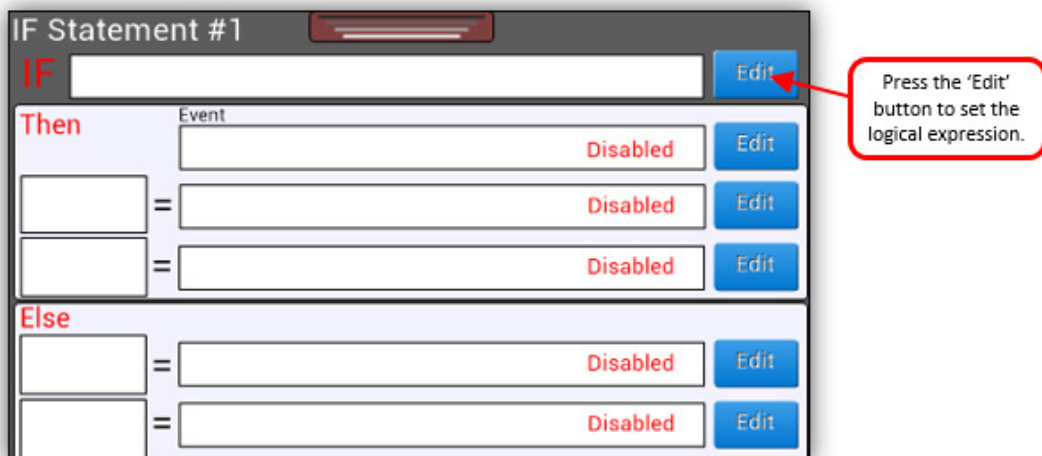 IF Statement #1
IF Edit
Press the ‘Edit’
button to set the
logical expression.
Then Event
Disabled Edit
= Disabled Edit
= Disabled Edit
Else
= Disabled Edit
= Disabled Edit